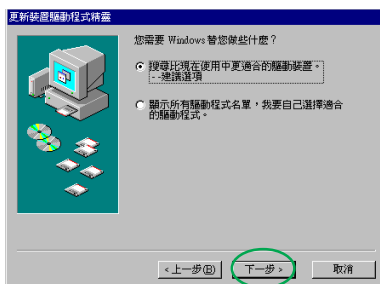 更新裝置驅動程式精靈
您需要 Windows 替您做些什麼？
搜尋比現在使用中更適合的驅動裝置。
--建議選項
顯示所有驅動程式名單，我要自己選擇適合
的驅動程式。
<上一步(B)
下一步 >
取消